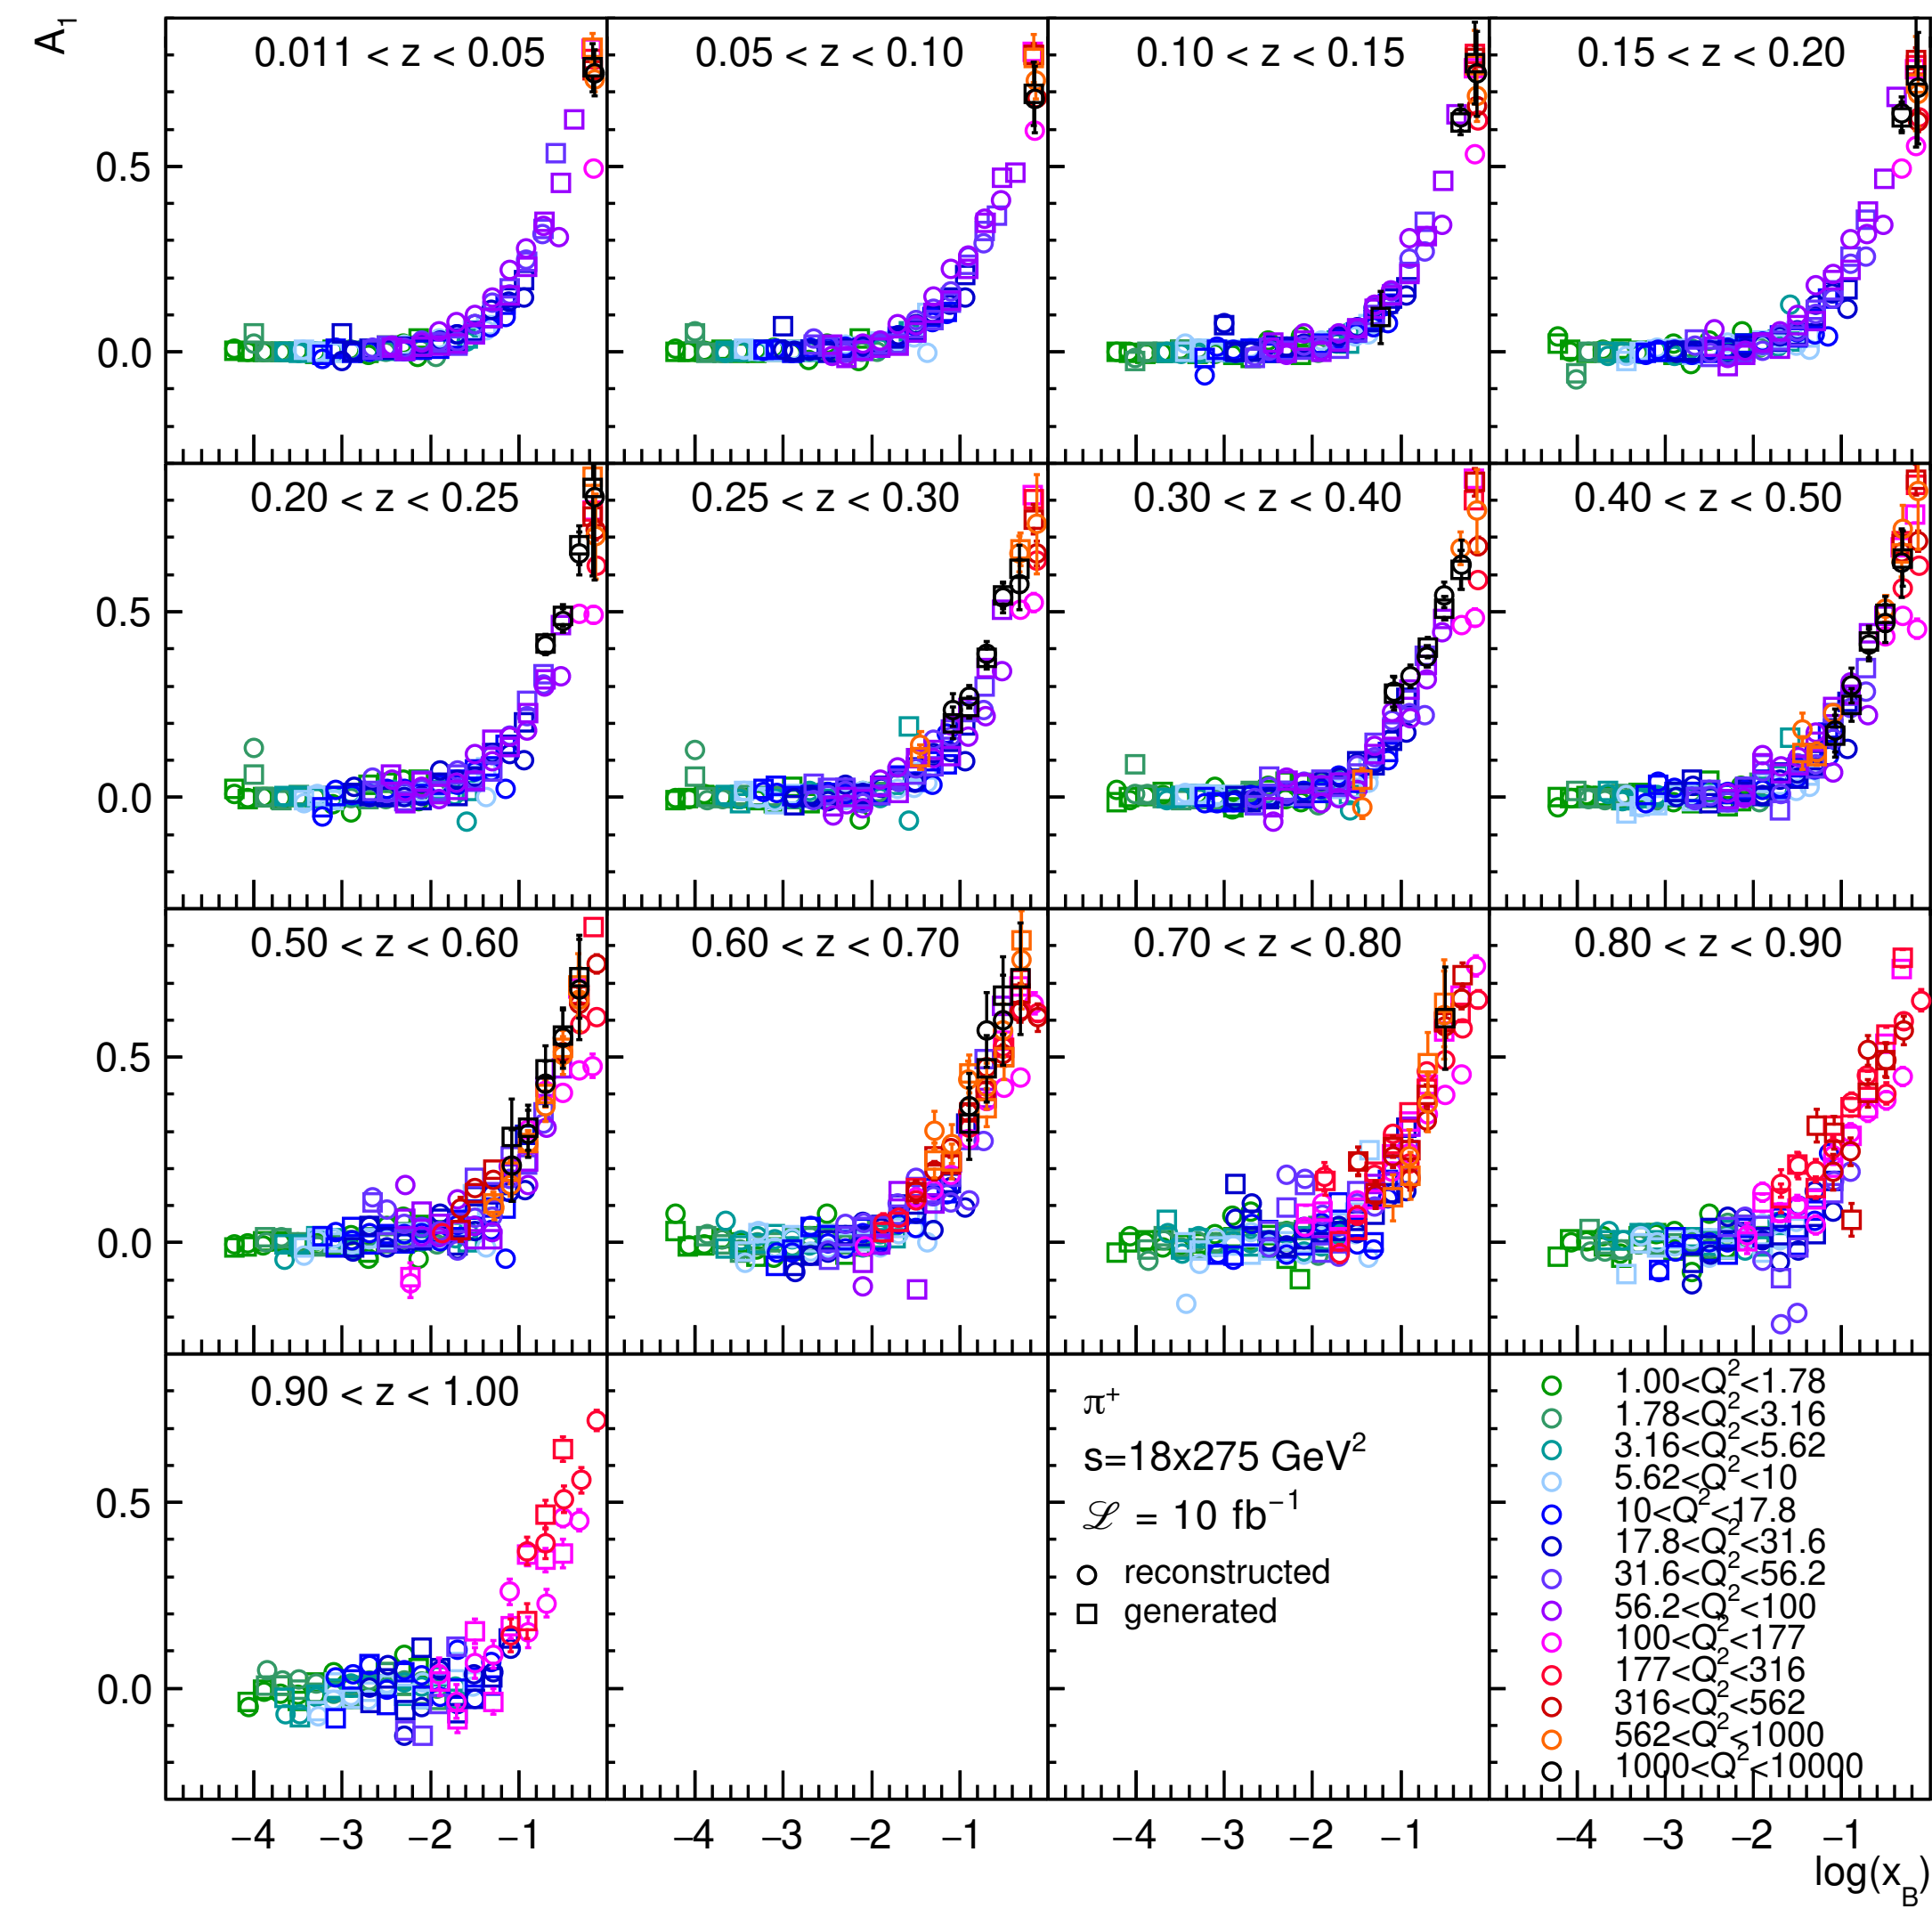 A₁
0.011 < z < 0.05
0.05 < z < 0.10
0.10 < z < 0.15
0.15 < z < 0.20
0.5
0.0
0.20 < z < 0.25
0.25 < z < 0.30
0.30 < z < 0.40
0.40 < z < 0.50
0.5
0.0
0.50 < z < 0.60
0.60 < z < 0.70
0.70 < z < 0.80
0.80 < z < 0.90
0.5
0.0
0.90 < z < 1.00
0.5
0.0
π⁺
s=18x275 GeV²
ℒ = 10 fb⁻¹
reconstructed
generated
1.00<Q²<1.78
1.78<Q²<3.16
3.16<Q²<5.62
5.62<Q²<10
10<Q²<17.8
17.8<Q²<31.6
31.6<Q²<56.2
56.2<Q²<100
100<Q²<177
177<Q²<316
316<Q²<562
562<Q²<1000
1000<Q²<10000
−4 −3 −2 −1 −4 −3 −2 −1 −4 −3 −2 −1 −4 −3 −2 −1
log(x_B)